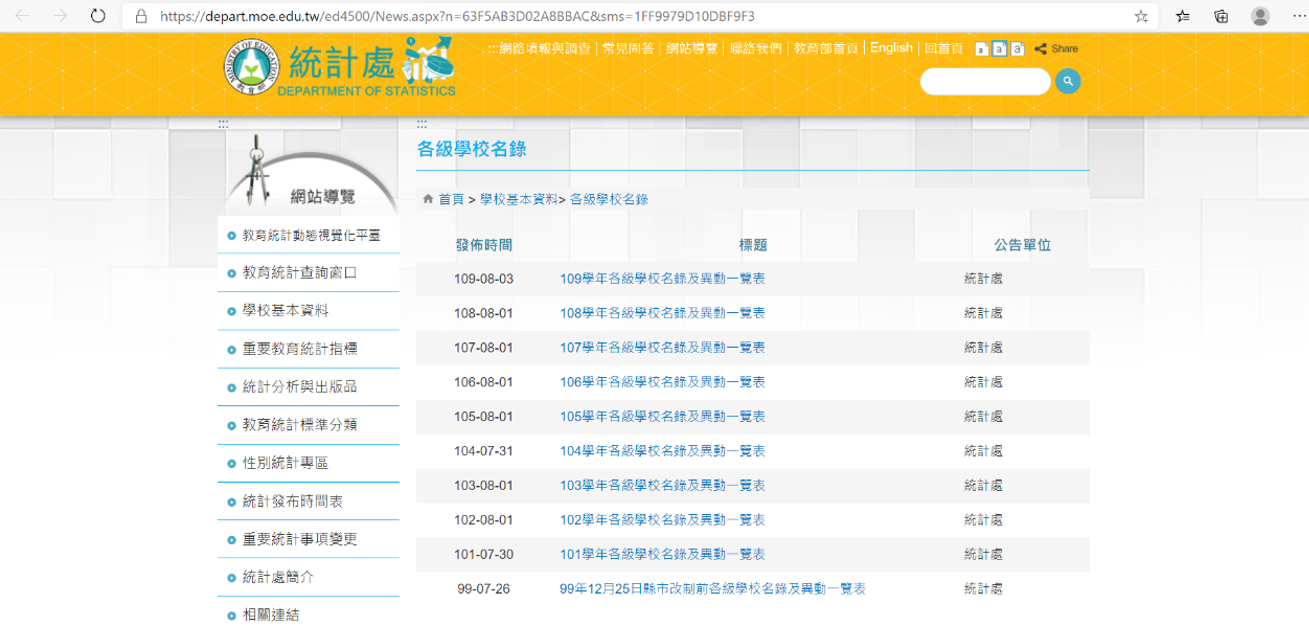 https://depart.moe.edu.tw/ed4500/News.aspx?n=63F5AB3D02A8BBAC&sms=1FF9979D10DBF9F3
MINISTRY OF EDUCATION
教育部
統計處
DEPARTMENT OF STATISTICS
:::網路填報與調查 | 常見問答 | 網站導覽 | 聯絡我們 | 教育部首頁 | English | 回首頁 a a a Share
:::
網站導覽
教育統計動態視覺化平臺
教育統計查詢窗口
學校基本資料
重要教育統計指標
統計分析與出版品
教育統計標準分類
性別統計專區
統計發布時間表
重要統計事項變更
統計處簡介
相關連結
:::
各級學校名錄
首頁 > 學校基本資料> 各級學校名錄
發佈時間 標題 公告單位
109-08-03 109學年各級學校名錄及異動一覽表 統計處
108-08-01 108學年各級學校名錄及異動一覽表 統計處
107-08-01 107學年各級學校名錄及異動一覽表 統計處
106-08-01 106學年各級學校名錄及異動一覽表 統計處
105-08-01 105學年各級學校名錄及異動一覽表 統計處
104-07-31 104學年各級學校名錄及異動一覽表 統計處
103-08-01 103學年各級學校名錄及異動一覽表 統計處
102-08-01 102學年各級學校名錄及異動一覽表 統計處
101-07-30 101學年各級學校名錄及異動一覽表 統計處
99-07-26 99年12月25日縣市改制前各級學校名錄及異動一覽表 統計處